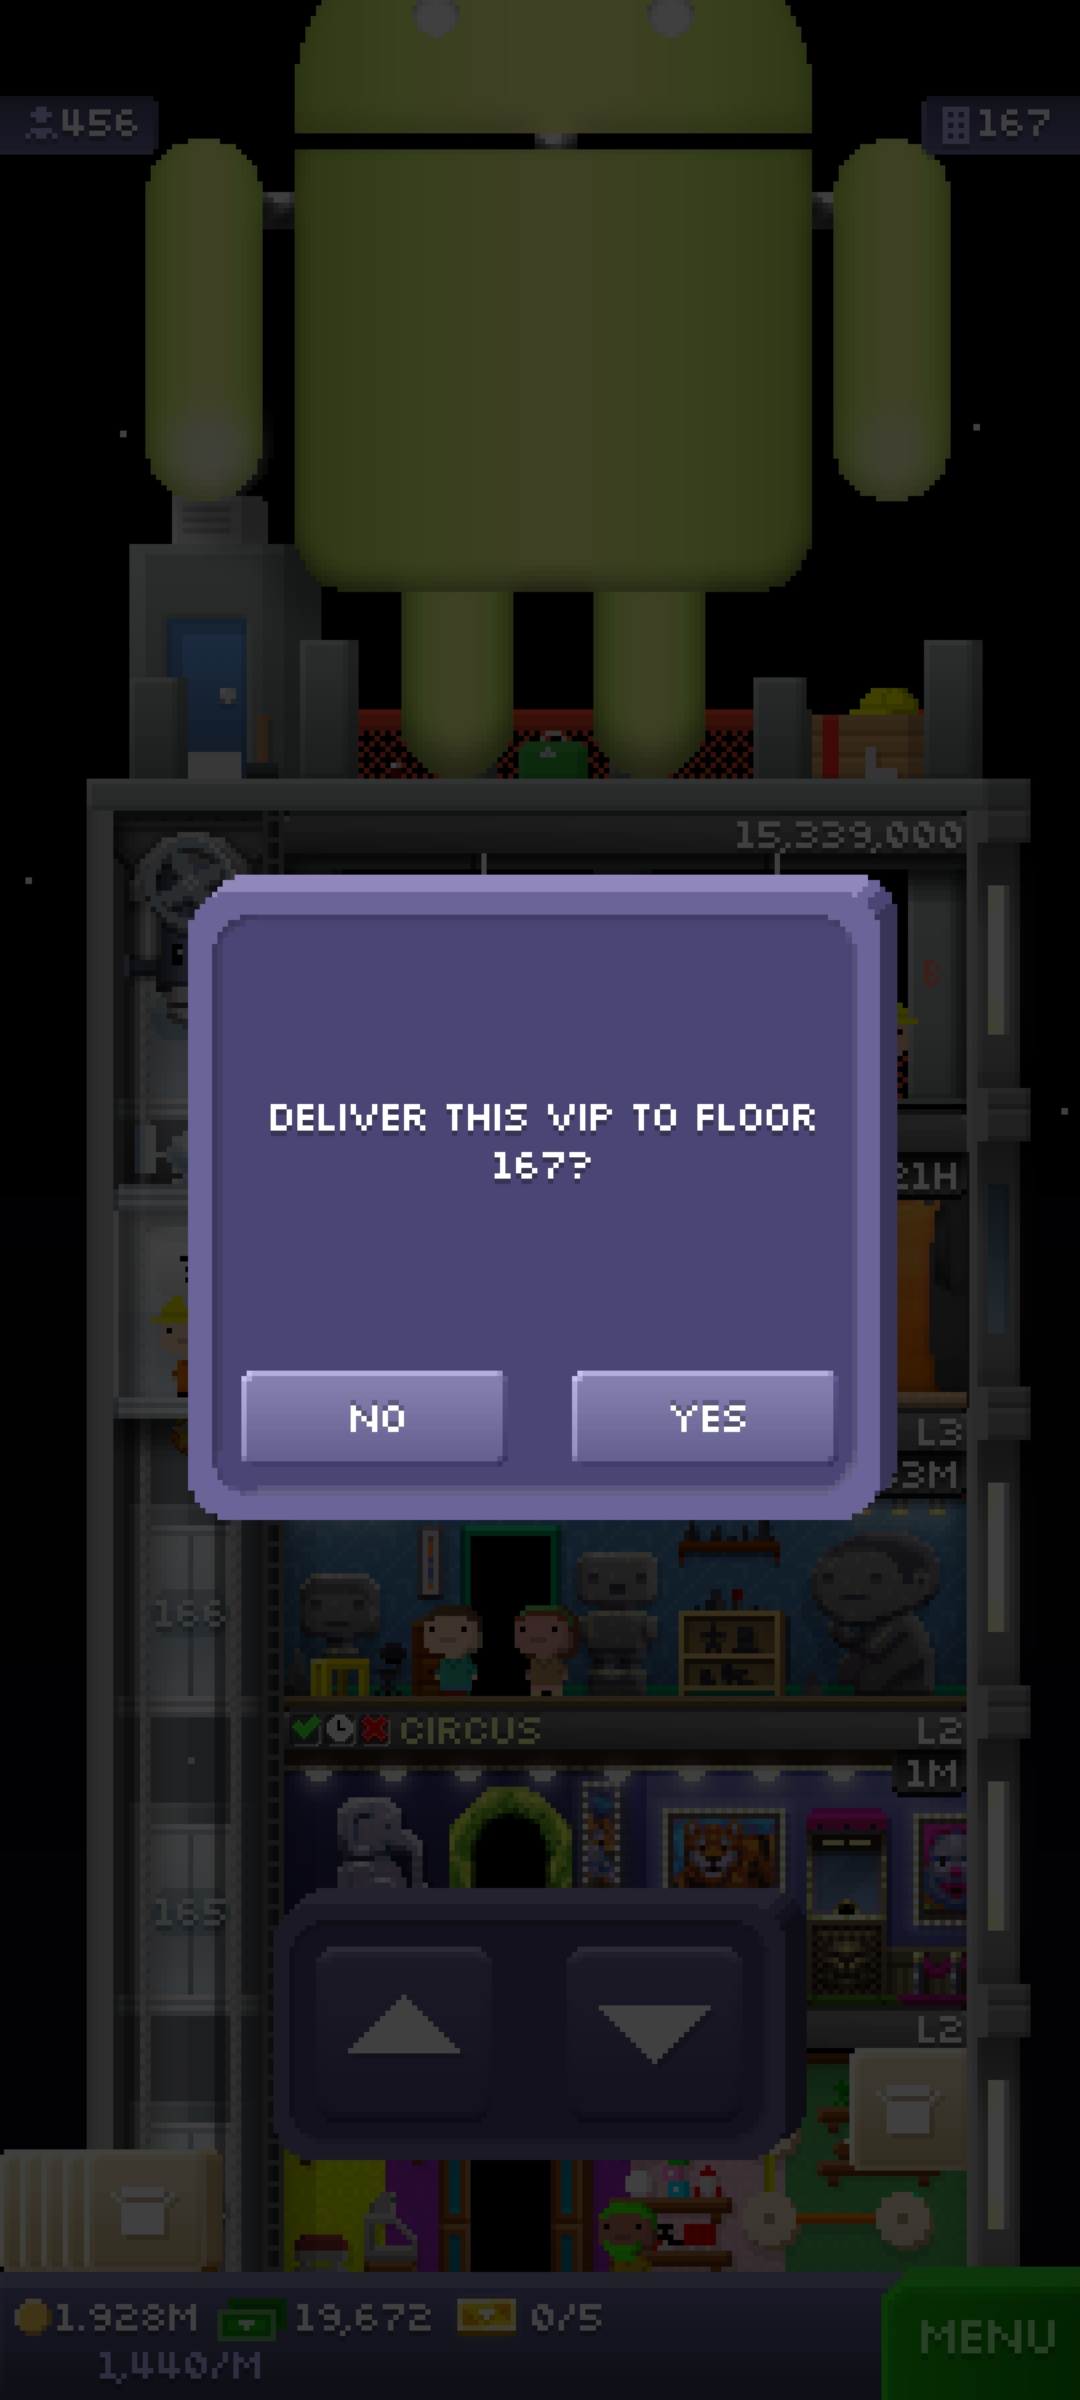 456
167
15,339,000
6
21H
DELIVER THIS VIP TO FLOOR
167?
NO
YES
L3
3M
166
CIRCUS
L2
1M
165
L2
1.928M
19,672
0/5
1,440/M
MENU